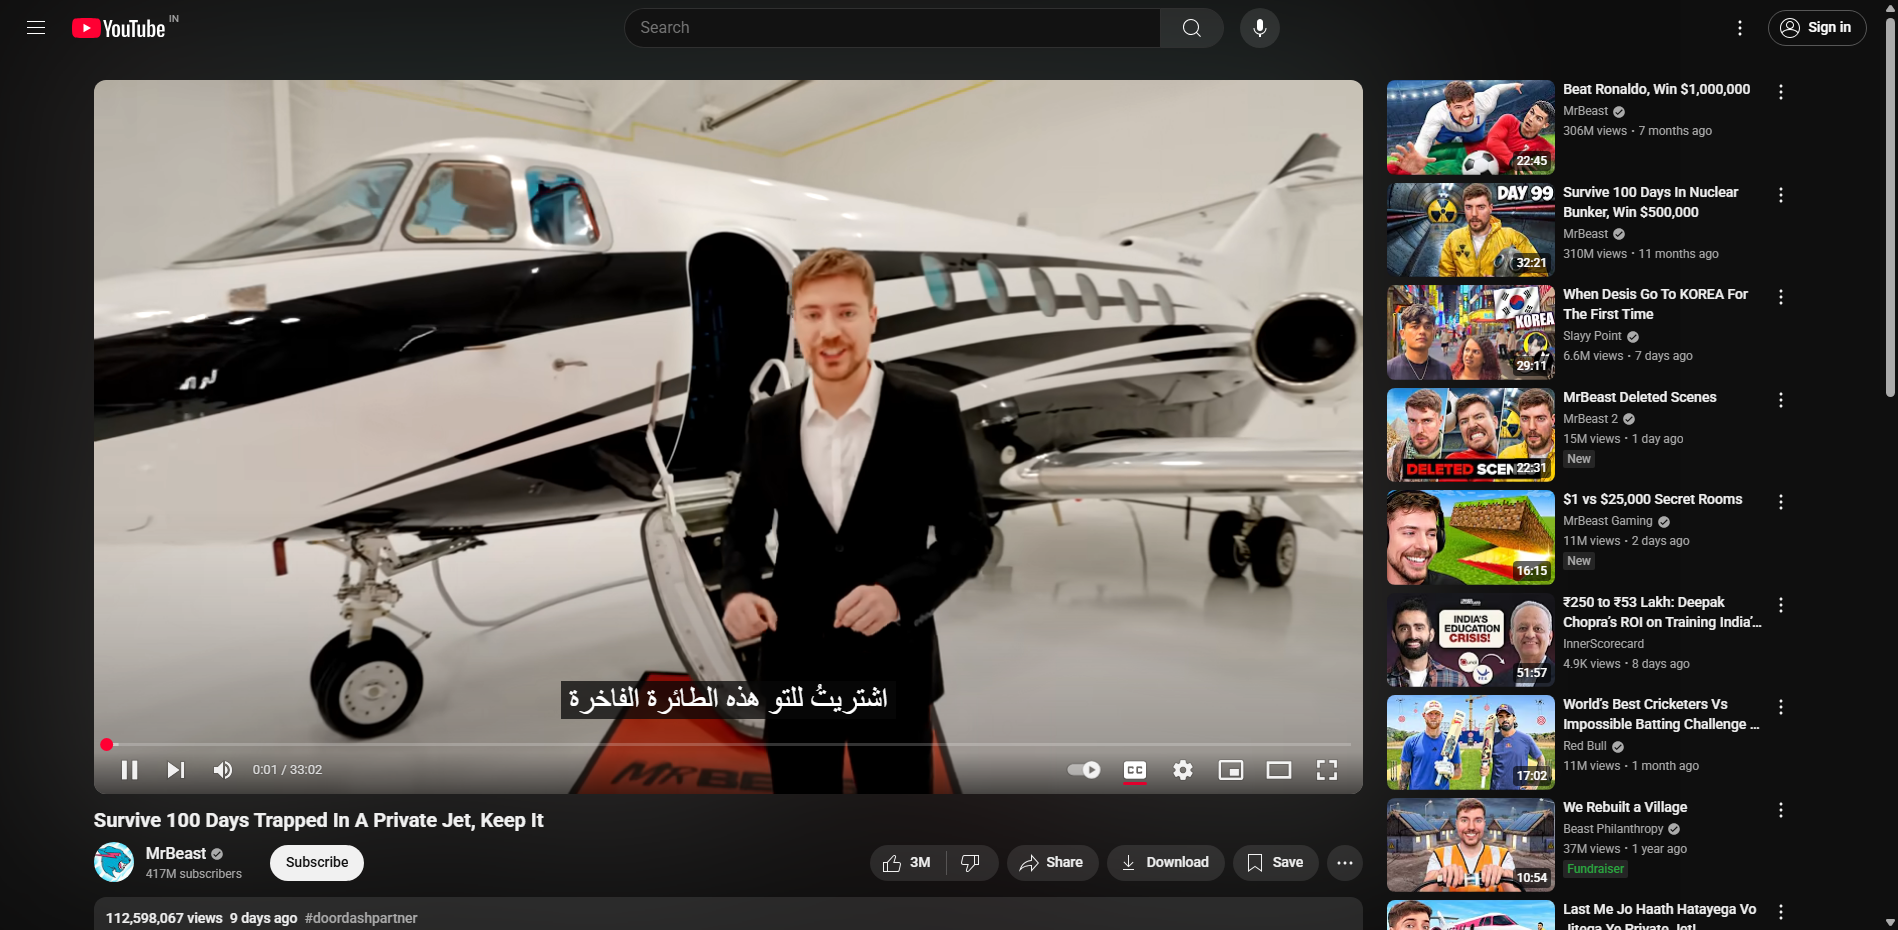 YouTube IN
Search
Sign in
اشتريتُ للتو هذه الطائرة الفاخرة
0:01 / 33:02
CC
Survive 100 Days Trapped In A Private Jet, Keep It
MrBeast
417M subscribers
Subscribe
3M
Share
Download
Save
112,598,067 views 9 days ago #doordashpartner
22:45
Beat Ronaldo, Win $1,000,000
MrBeast
306M views • 7 months ago
DAY 99
32:21
Survive 100 Days In Nuclear
Bunker, Win $500,000
MrBeast
310M views • 11 months ago
KOREA
29:11
When Desis Go To KOREA For
The First Time
Slayy Point
6.6M views • 7 days ago
DELETED
22:31
MrBeast Deleted Scenes
MrBeast 2
15M views • 1 day ago
New
16:15
$1 vs $25,000 Secret Rooms
MrBeast Gaming
11M views • 2 days ago
New
INDIA'S
EDUCATION
CRISIS!
51:57
₹250 to ₹53 Lakh: Deepak
Chopra’s ROI on Training India’...
InnerScorecard
4.9K views • 8 days ago
17:02
World’s Best Cricketers Vs
Impossible Batting Challenge ...
Red Bull
11M views • 1 month ago
10:54
We Rebuilt a Village
Beast Philanthropy
37M views • 1 year ago
Fundraiser
Last Me Jo Haath Hatayega Vo
Jitega Ye Private Jet!